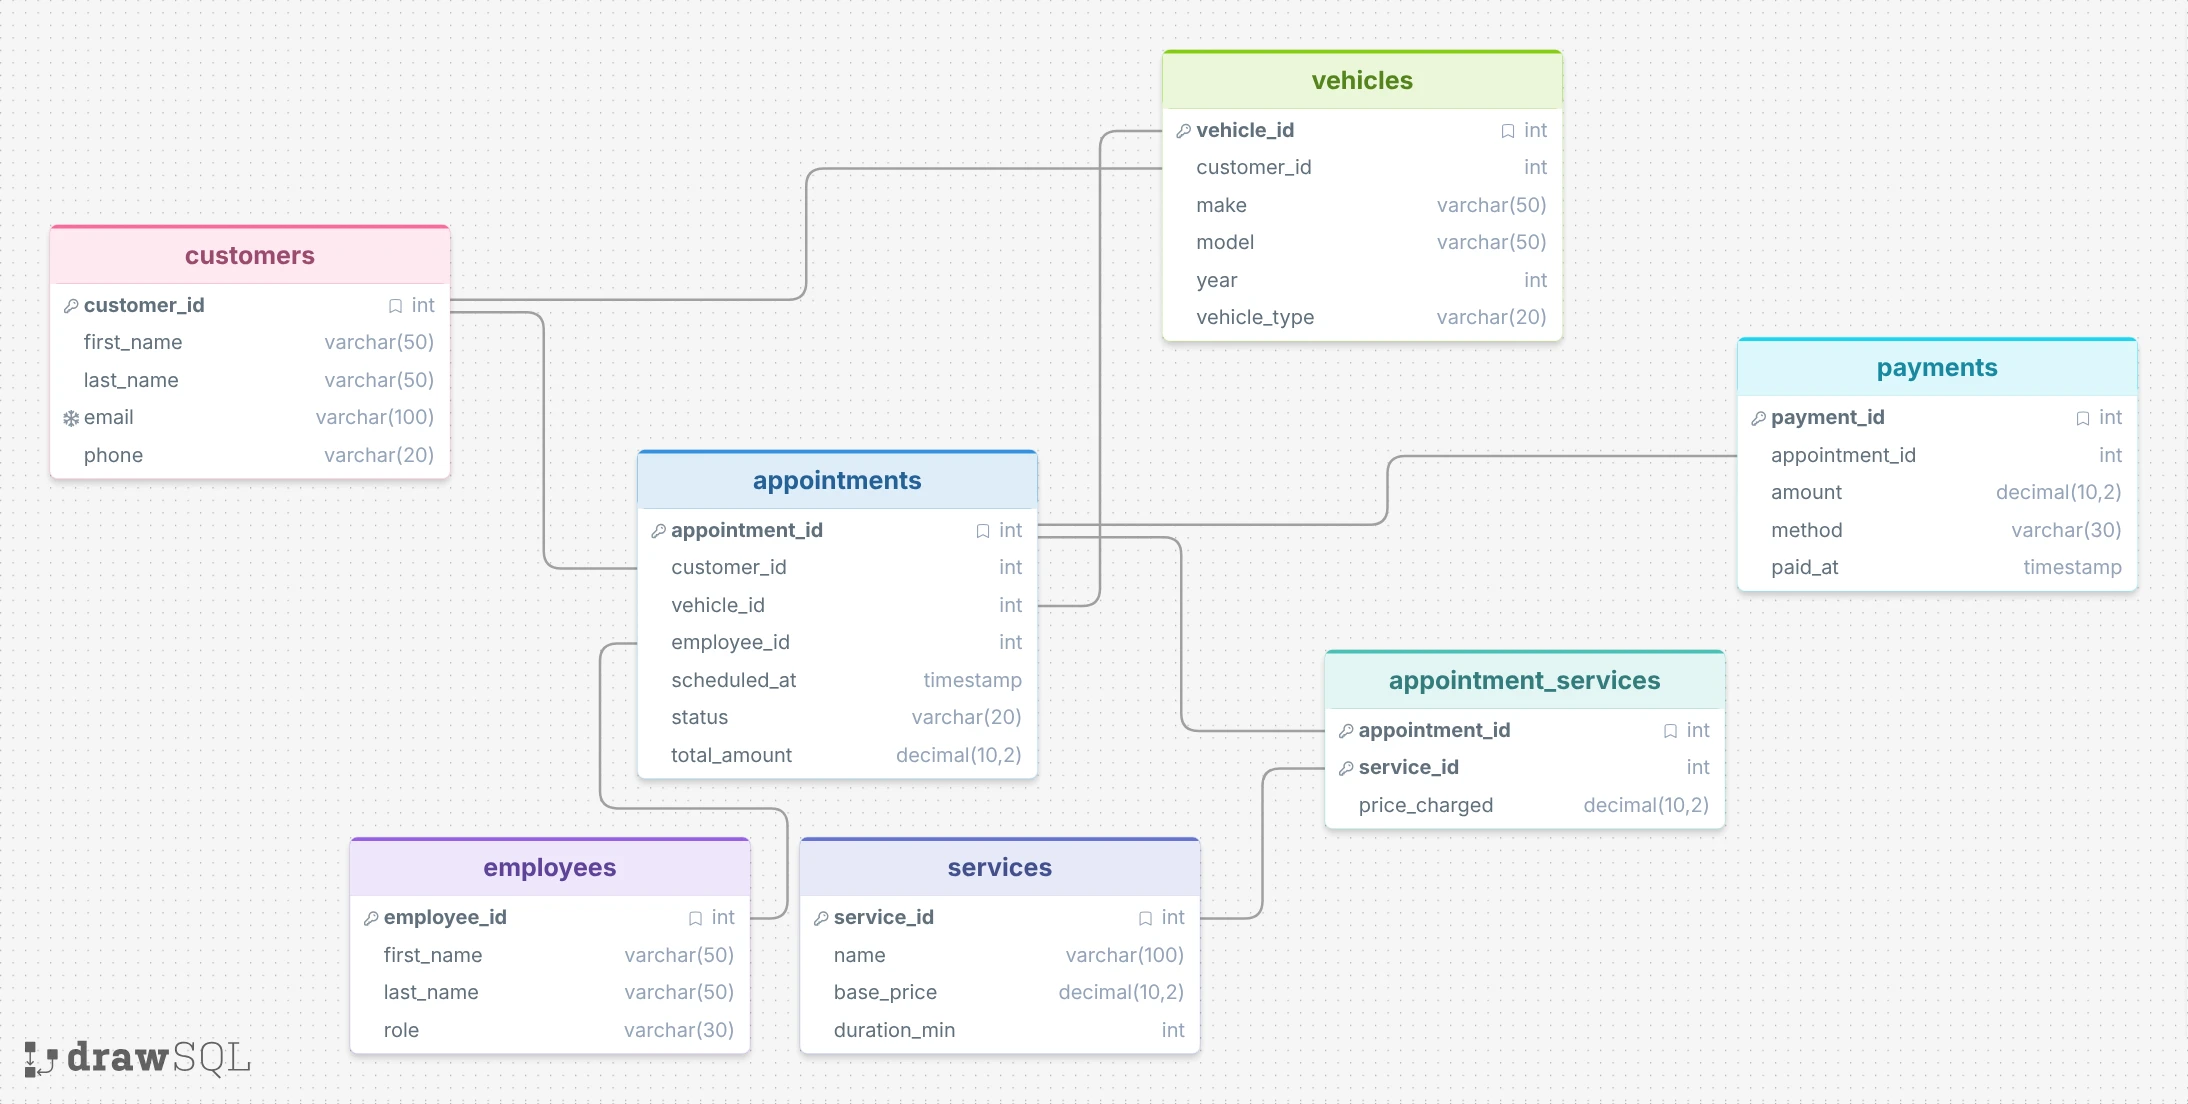 vehicles
vehicle_id int
customer_id int
make varchar(50)
model varchar(50)
year int
vehicle_type varchar(20)
customers
customer_id int
first_name varchar(50)
last_name varchar(50)
email varchar(100)
phone varchar(20)
payments
payment_id int
appointment_id int
amount decimal(10,2)
method varchar(30)
paid_at timestamp
appointments
appointment_id int
customer_id int
vehicle_id int
employee_id int
scheduled_at timestamp
status varchar(20)
total_amount decimal(10,2)
appointment_services
appointment_id int
service_id int
price_charged decimal(10,2)
employees
employee_id int
first_name varchar(50)
last_name varchar(50)
role varchar(30)
services
service_id int
name varchar(100)
base_price decimal(10,2)
duration_min int
drawSQL